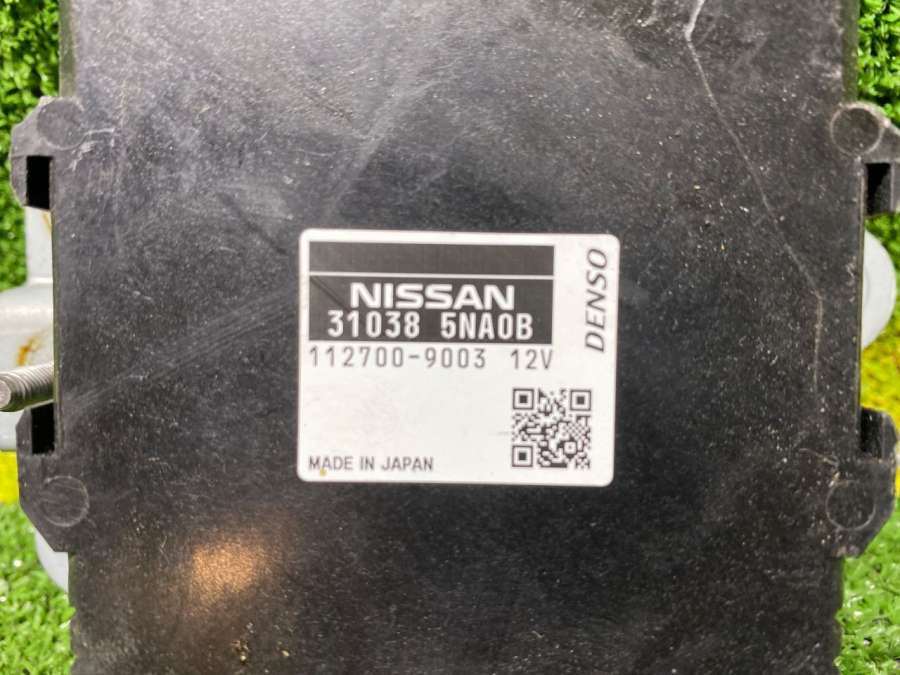 NISSAN
31038 5NA0B
112700-9003 12V
DENSO
MADE IN JAPAN